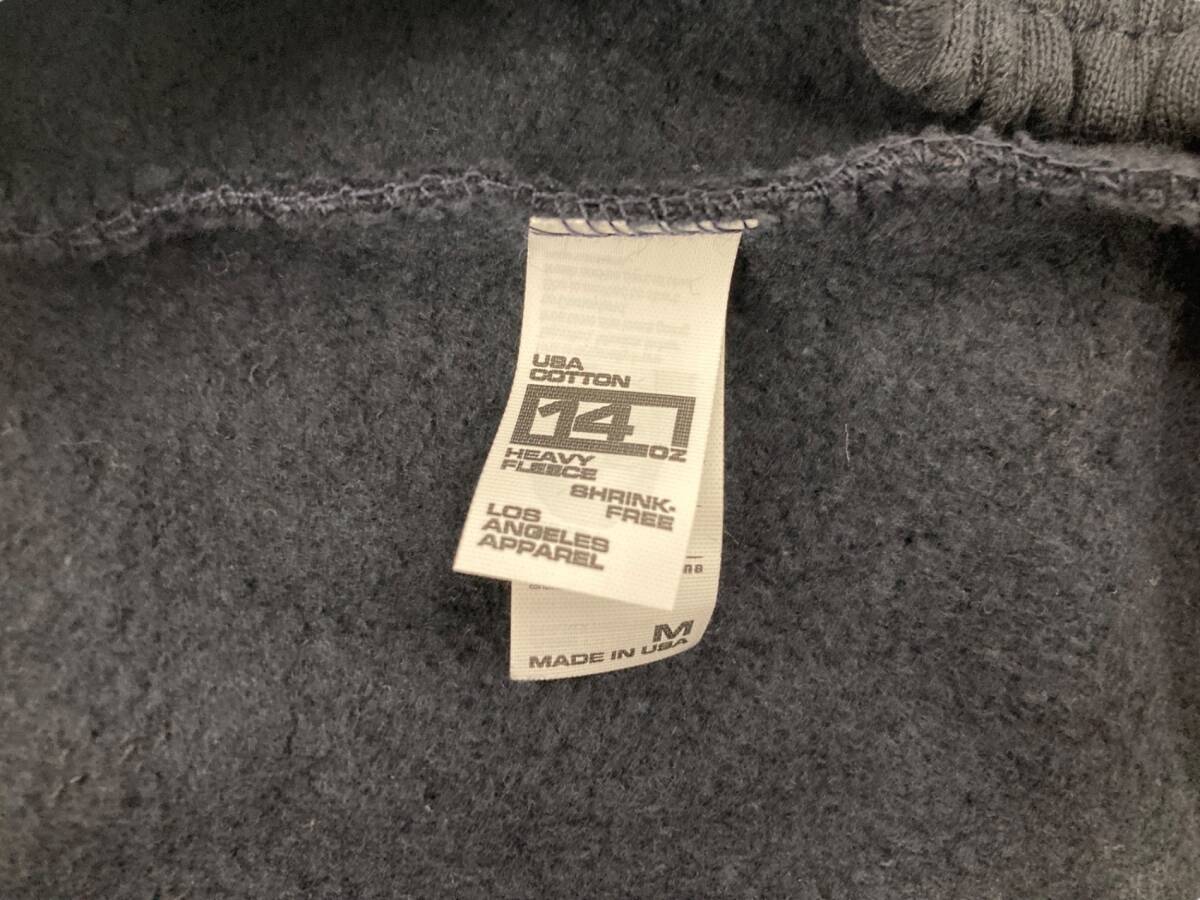 USA
COTTON
14
OZ
HEAVY
FLEECE
SHRINK-
FREE
LOS
ANGELES
APPAREL
M
MADE IN USA